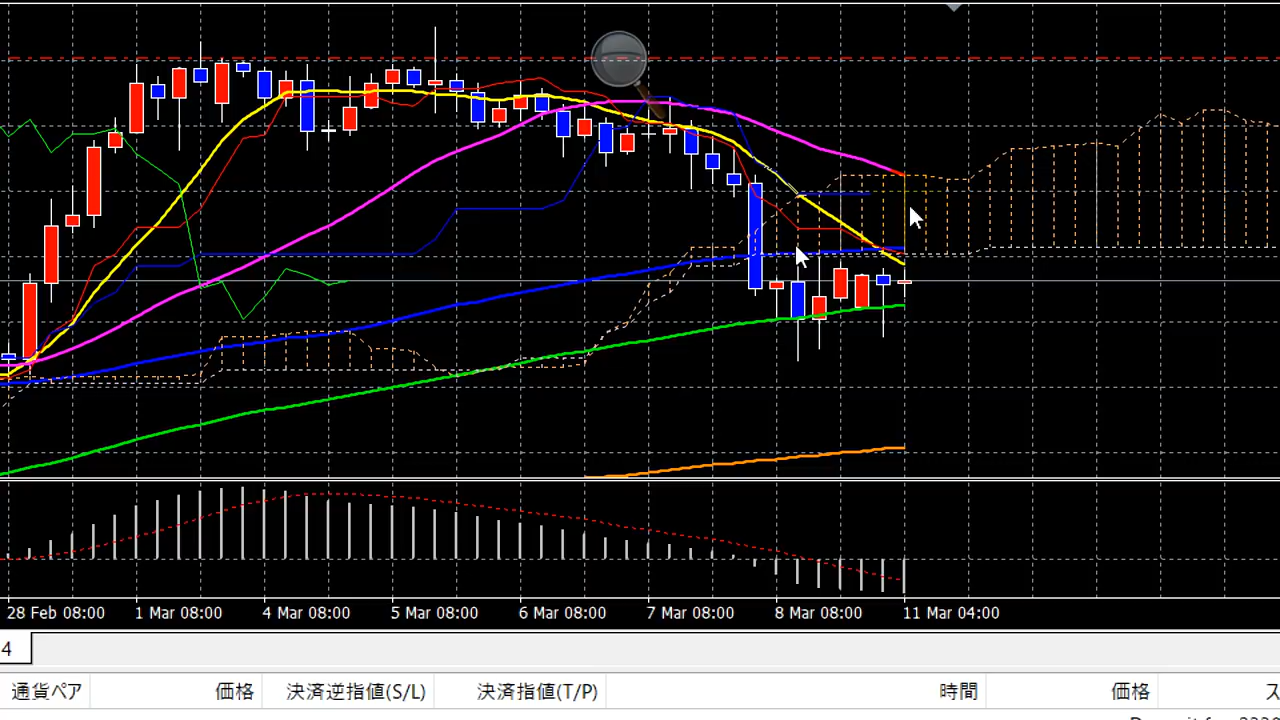 28 Feb 08:00 1 Mar 08:00 4 Mar 08:00 5 Mar 08:00 6 Mar 08:00 7 Mar 08:00 8 Mar 08:00 11 Mar 04:00
4
通貨ペア 価格 決済逆指値(S/L) 決済指値(T/P) 時間 価格 ス